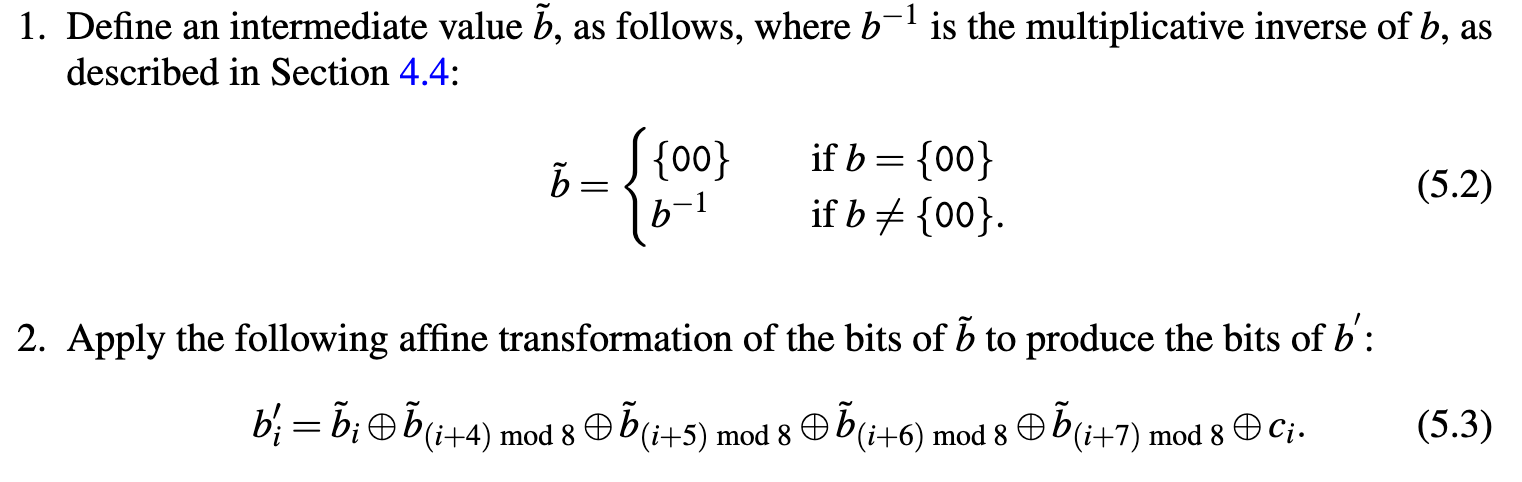 1. Define an intermediate value b̃, as follows, where b⁻¹ is the multiplicative inverse of b, as
described in Section 4.4:
b̃ = { {00} if b = {00}
b⁻¹ if b ≠ {00}. (5.2)
2. Apply the following affine transformation of the bits of b̃ to produce the bits of b′:
b′ᵢ = b̃ᵢ ⊕ b̃₍ᵢ₊₄₎ mod 8 ⊕ b̃₍ᵢ₊₅₎ mod 8 ⊕ b̃₍ᵢ₊₆₎ mod 8 ⊕ b̃₍ᵢ₊₇₎ mod 8 ⊕ cᵢ. (5.3)